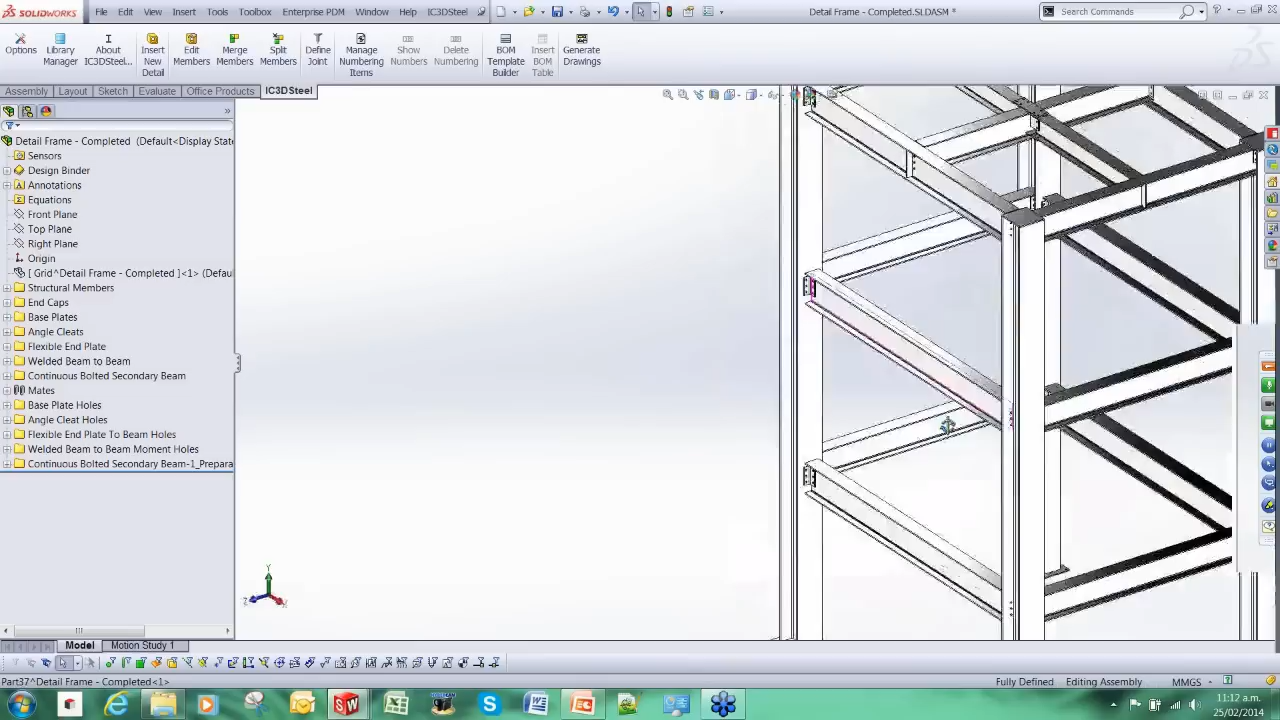 SOLIDWORKS File Edit View Insert Tools Toolbox Enterprise PDM Window Help IC3DSteel Detail Frame - Completed.SLDASM * Search Commands
Options Library Manager About IC3DSteel... Insert New Detail Edit Members Merge Members Split Members Define Joint Manage Numbering Items Show Numbers Delete Numbering BOM Template Builder Insert BOM Table Generate Drawings
Assembly Layout Sketch Evaluate Office Products IC3DSteel
Detail Frame - Completed (Default<Display State
Sensors
Design Binder
Annotations
Equations
Front Plane
Top Plane
Right Plane
Origin
[ Grid^Detail Frame - Completed ]<1> (Defau
Structural Members
End Caps
Base Plates
Angle Cleats
Flexible End Plate
Welded Beam to Beam
Continuous Bolted Secondary Beam
Mates
Base Plate Holes
Angle Cleat Holes
Flexible End Plate To Beam Holes
Welded Beam to Beam Moment Holes
Continuous Bolted Secondary Beam-1_Prepara
Y
Z X
Model Motion Study 1
Part37^Detail Frame - Completed<1> Fully Defined Editing Assembly MMGS
11:12 a.m.
25/02/2014